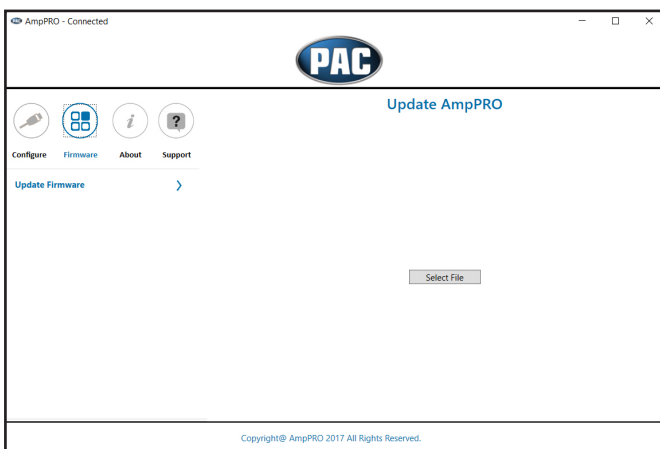 PAC AmpPRO - Connected
PAC
Update AmpPRO
i
?
Configure Firmware About Support
Update Firmware
Select File
Copyright@ AmpPRO 2017 All Rights Reserved.